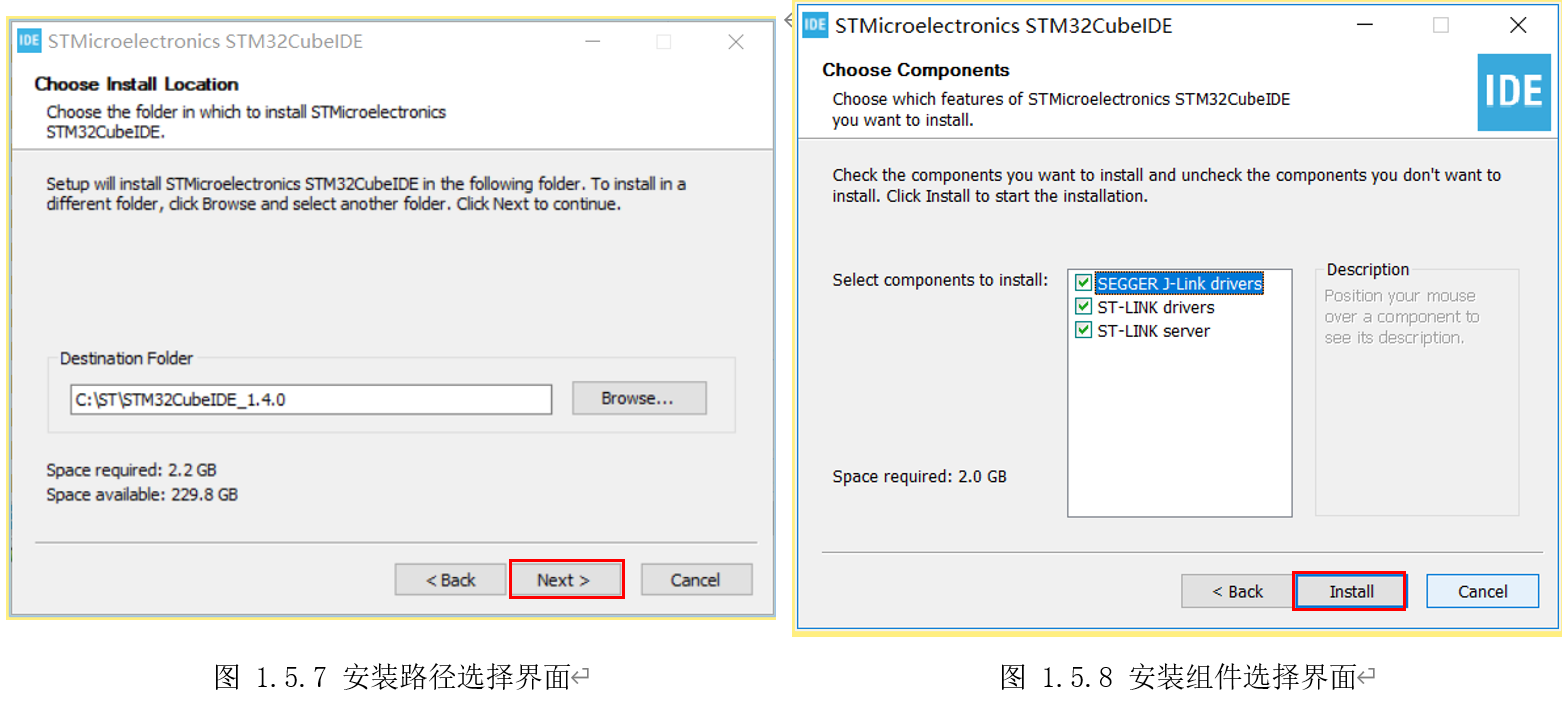 IDE STMicroelectronics STM32CubeIDE
Choose Install Location
Choose the folder in which to install STMicroelectronics
STM32CubeIDE.
Setup will install STMicroelectronics STM32CubeIDE in the following folder. To install in a
different folder, click Browse and select another folder. Click Next to continue.
Destination Folder
C:\ST\STM32CubeIDE_1.4.0
Browse...
Space required: 2.2 GB
Space available: 229.8 GB
< Back
Next >
Cancel
图 1.5.7 安装路径选择界面
IDE STMicroelectronics STM32CubeIDE
Choose Components
Choose which features of STMicroelectronics STM32CubeIDE
you want to install.
IDE
Check the components you want to install and uncheck the components you don't want to
install. Click Install to start the installation.
Select components to install:
SEGGER J-Link drivers
ST-LINK drivers
ST-LINK server
Description
Position your mouse
over a component to
see its description.
Space required: 2.0 GB
< Back
Install
Cancel
图 1.5.8 安装组件选择界面